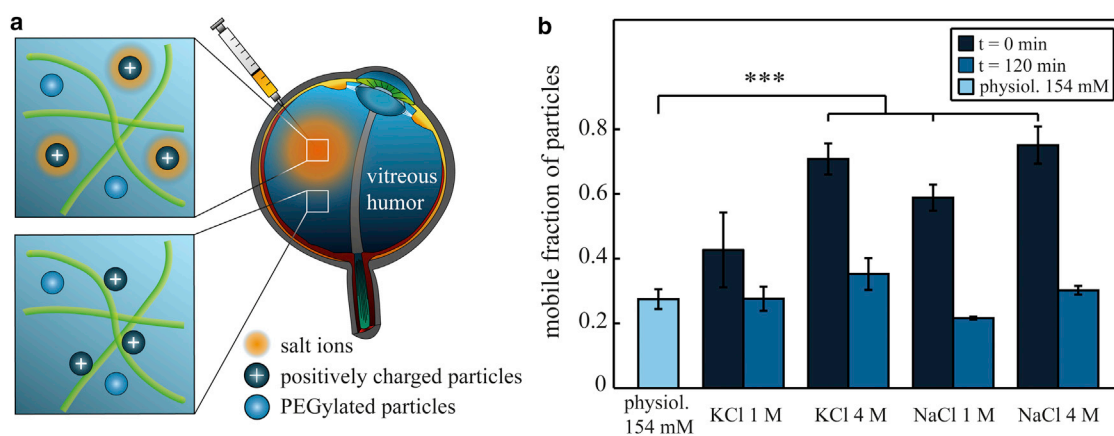 a
+
+
+
vitreous
humor
+
+
+
salt ions
+ positively charged particles
PEGylated particles
b
t = 0 min
t = 120 min
physiol. 154 mM
***
mobile fraction of particles
0.8
0.6
0.4
0.2
0
physiol.
154 mM
KCl 1 M
KCl 4 M
NaCl 1 M
NaCl 4 M